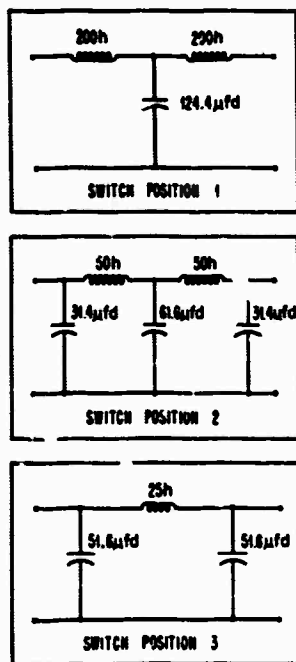 200h 200h
124.4μfd
SWITCH POSITION 1
50h 50h
31.4μfd 61.6μfd 31.4μfd
SWITCH POSITION 2
25h
51.6μfd 51.6μfd
SWITCH POSITION 3